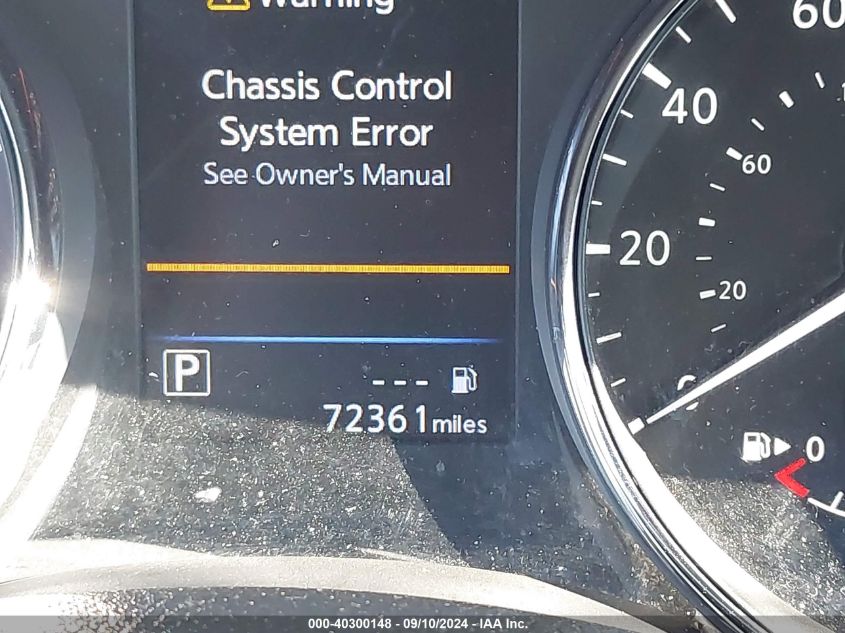 Warning
Chassis Control
System Error
See Owner's Manual
P
---
72361 miles
60
40
20
60
20
0
000-40300148 - 09/10/2024 - IAA Inc.